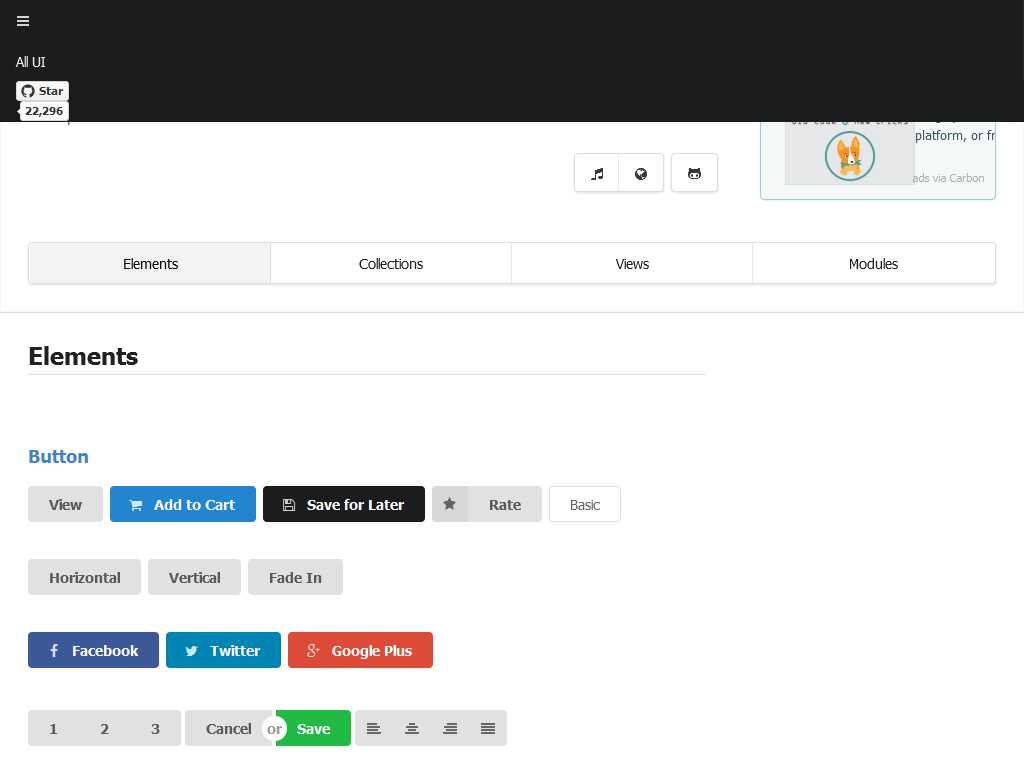 All UI
Star
22,296
platform, or fr
ads via Carbon
Elements Collections Views Modules
Elements
Button
View Add to Cart Save for Later Rate Basic
Horizontal Vertical Fade In
Facebook Twitter Google Plus
1 2 3 Cancel or Save